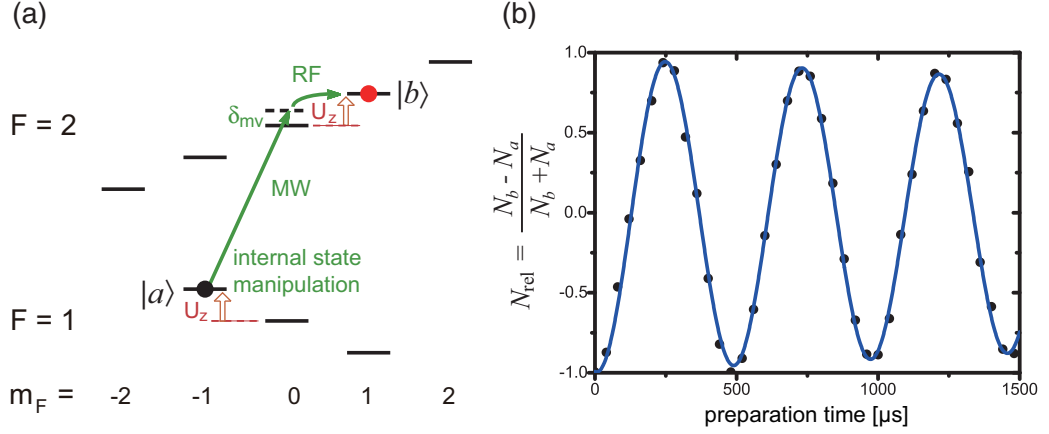 (a)
RF
|b⟩
δmv
Uz
F = 2
MW
internal state
manipulation
|a⟩
Uz
F = 1
mF = -2 -1 0 1 2
(b)
Nrel = Nb - Na / Nb + Na
1.0
0.5
0.0
-0.5
-1.0
0 500 1000 1500
preparation time [µs]